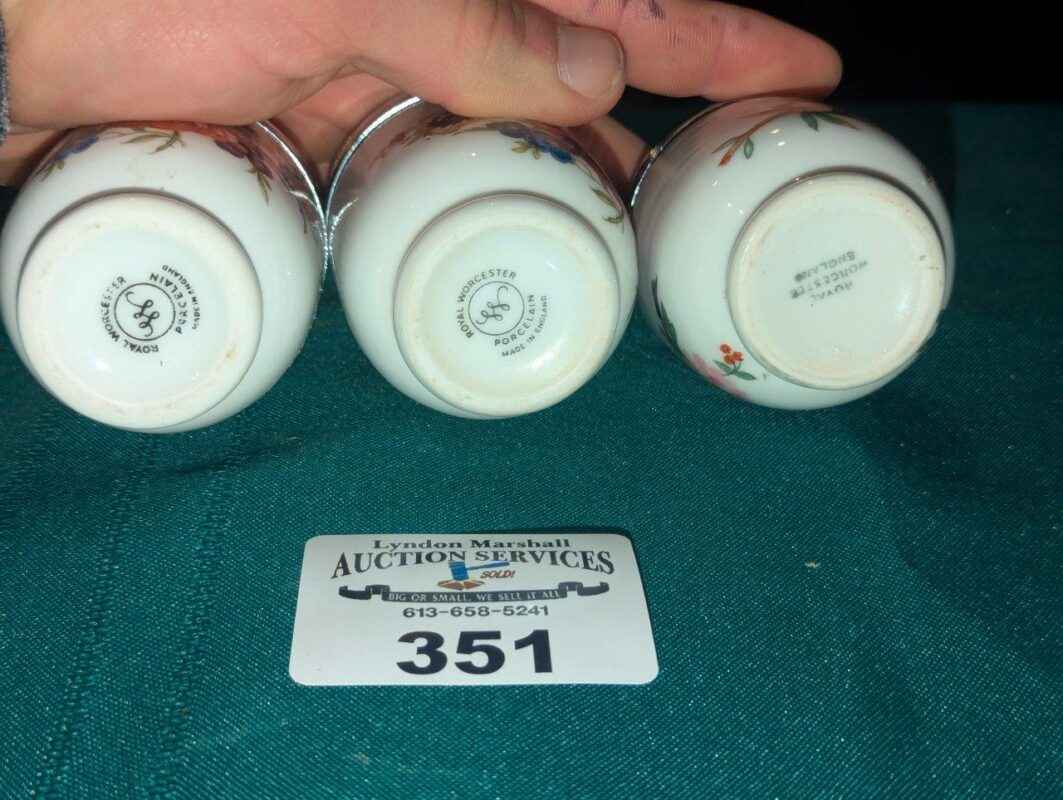 ROYAL WORCESTER
PORCELAIN
MADE IN ENGLAND
ROYAL WORCESTER
PORCELAIN
MADE IN ENGLAND
ROYAL
WORCESTER
ENGLAND
Lyndon Marshall
AUCTION SERVICES
SOLD!
BIG OR SMALL, WE SELL IT ALL
613-658-5241
351